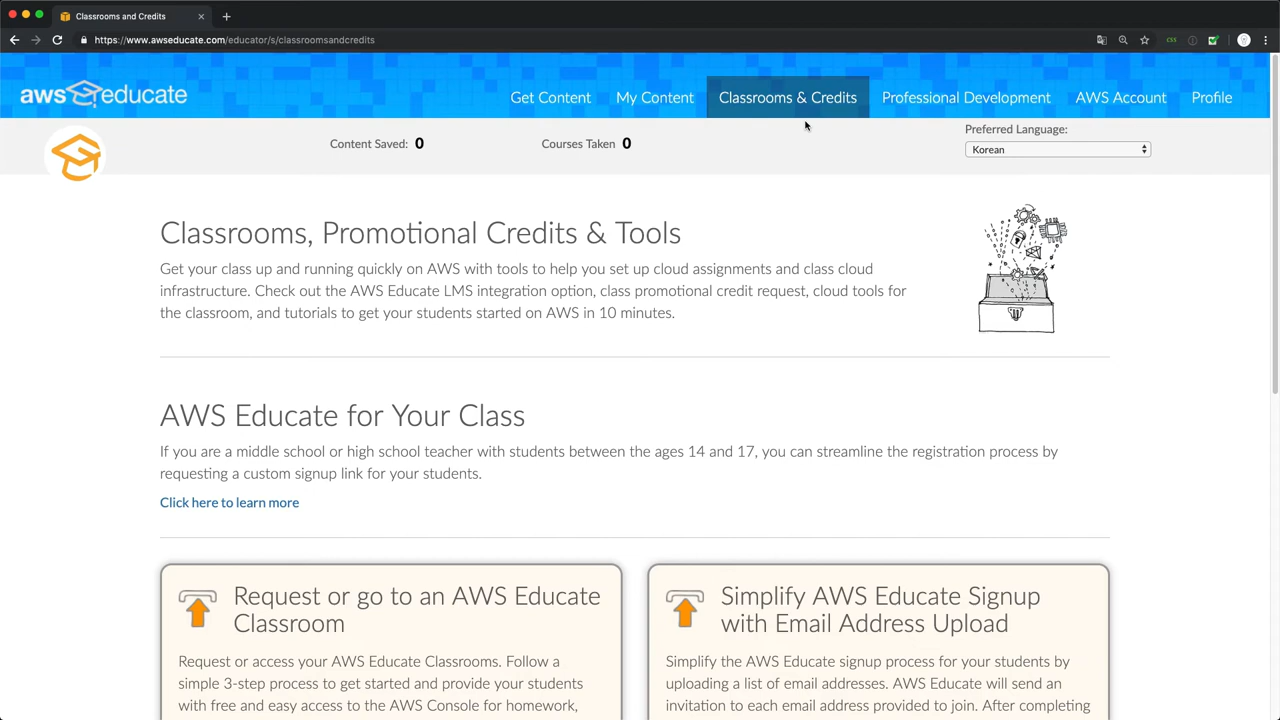 Classrooms and Credits
https://www.awseducate.com/educator/s/classroomsandcredits
css
aws educate
Get Content
My Content
Classrooms & Credits
Professional Development
AWS Account
Profile
Content Saved: 0
Courses Taken 0
Preferred Language:
Korean
Classrooms, Promotional Credits & Tools
Get your class up and running quickly on AWS with tools to help you set up cloud assignments and class cloud
infrastructure. Check out the AWS Educate LMS integration option, class promotional credit request, cloud tools for
the classroom, and tutorials to get your students started on AWS in 10 minutes.
AWS Educate for Your Class
If you are a middle school or high school teacher with students between the ages 14 and 17, you can streamline the registration process by
requesting a custom signup link for your students.
Click here to learn more
Request or go to an AWS Educate
Classroom
Request or access your AWS Educate Classrooms. Follow a
simple 3-step process to get started and provide your students
with free and easy access to the AWS Console for homework,
Simplify AWS Educate Signup
with Email Address Upload
Simplify the AWS Educate signup process for your students by
uploading a list of email addresses. AWS Educate will send an
invitation to each email address provided to join. After completing